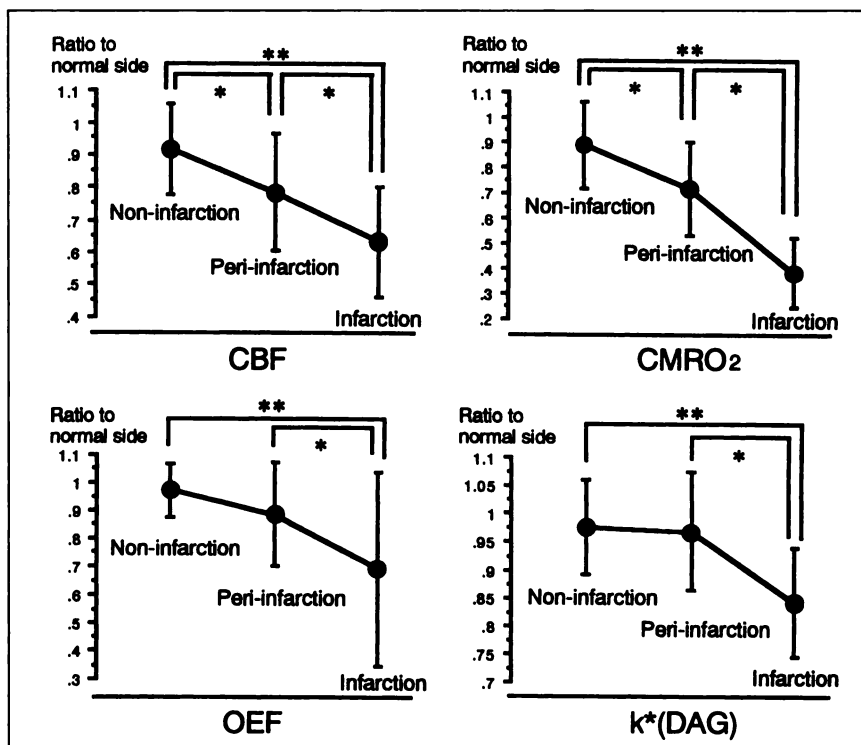 Ratio to
normal side
**
*
*
1.1
1
.9
.8
.7
.6
.5
.4
Non-infarction
Peri-infarction
Infarction
CBF
Ratio to
normal side
**
*
*
1.1
1
.9
.8
.7
.6
.5
.4
.3
.2
Non-infarction
Peri-infarction
Infarction
CMRO2
Ratio to
normal side
**
*
1.1
1
.9
.8
.7
.6
.5
.4
.3
Non-infarction
Peri-infarction
Infarction
OEF
Ratio to
normal side
**
*
1.1
1.05
1
.95
.9
.85
.8
.75
.7
Non-infarction
Peri-infarction
Infarction
k*(DAG)